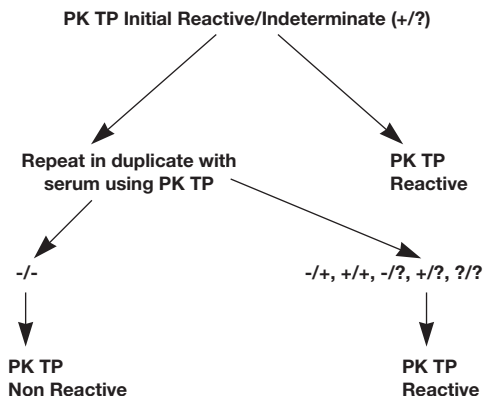 PK TP Initial Reactive/Indeterminate (+/?)
Repeat in duplicate with
serum using PK TP
PK TP
Reactive
-/-
-/+, +/+, -/?, +/?, ?/?
PK TP
Non Reactive
PK TP
Reactive